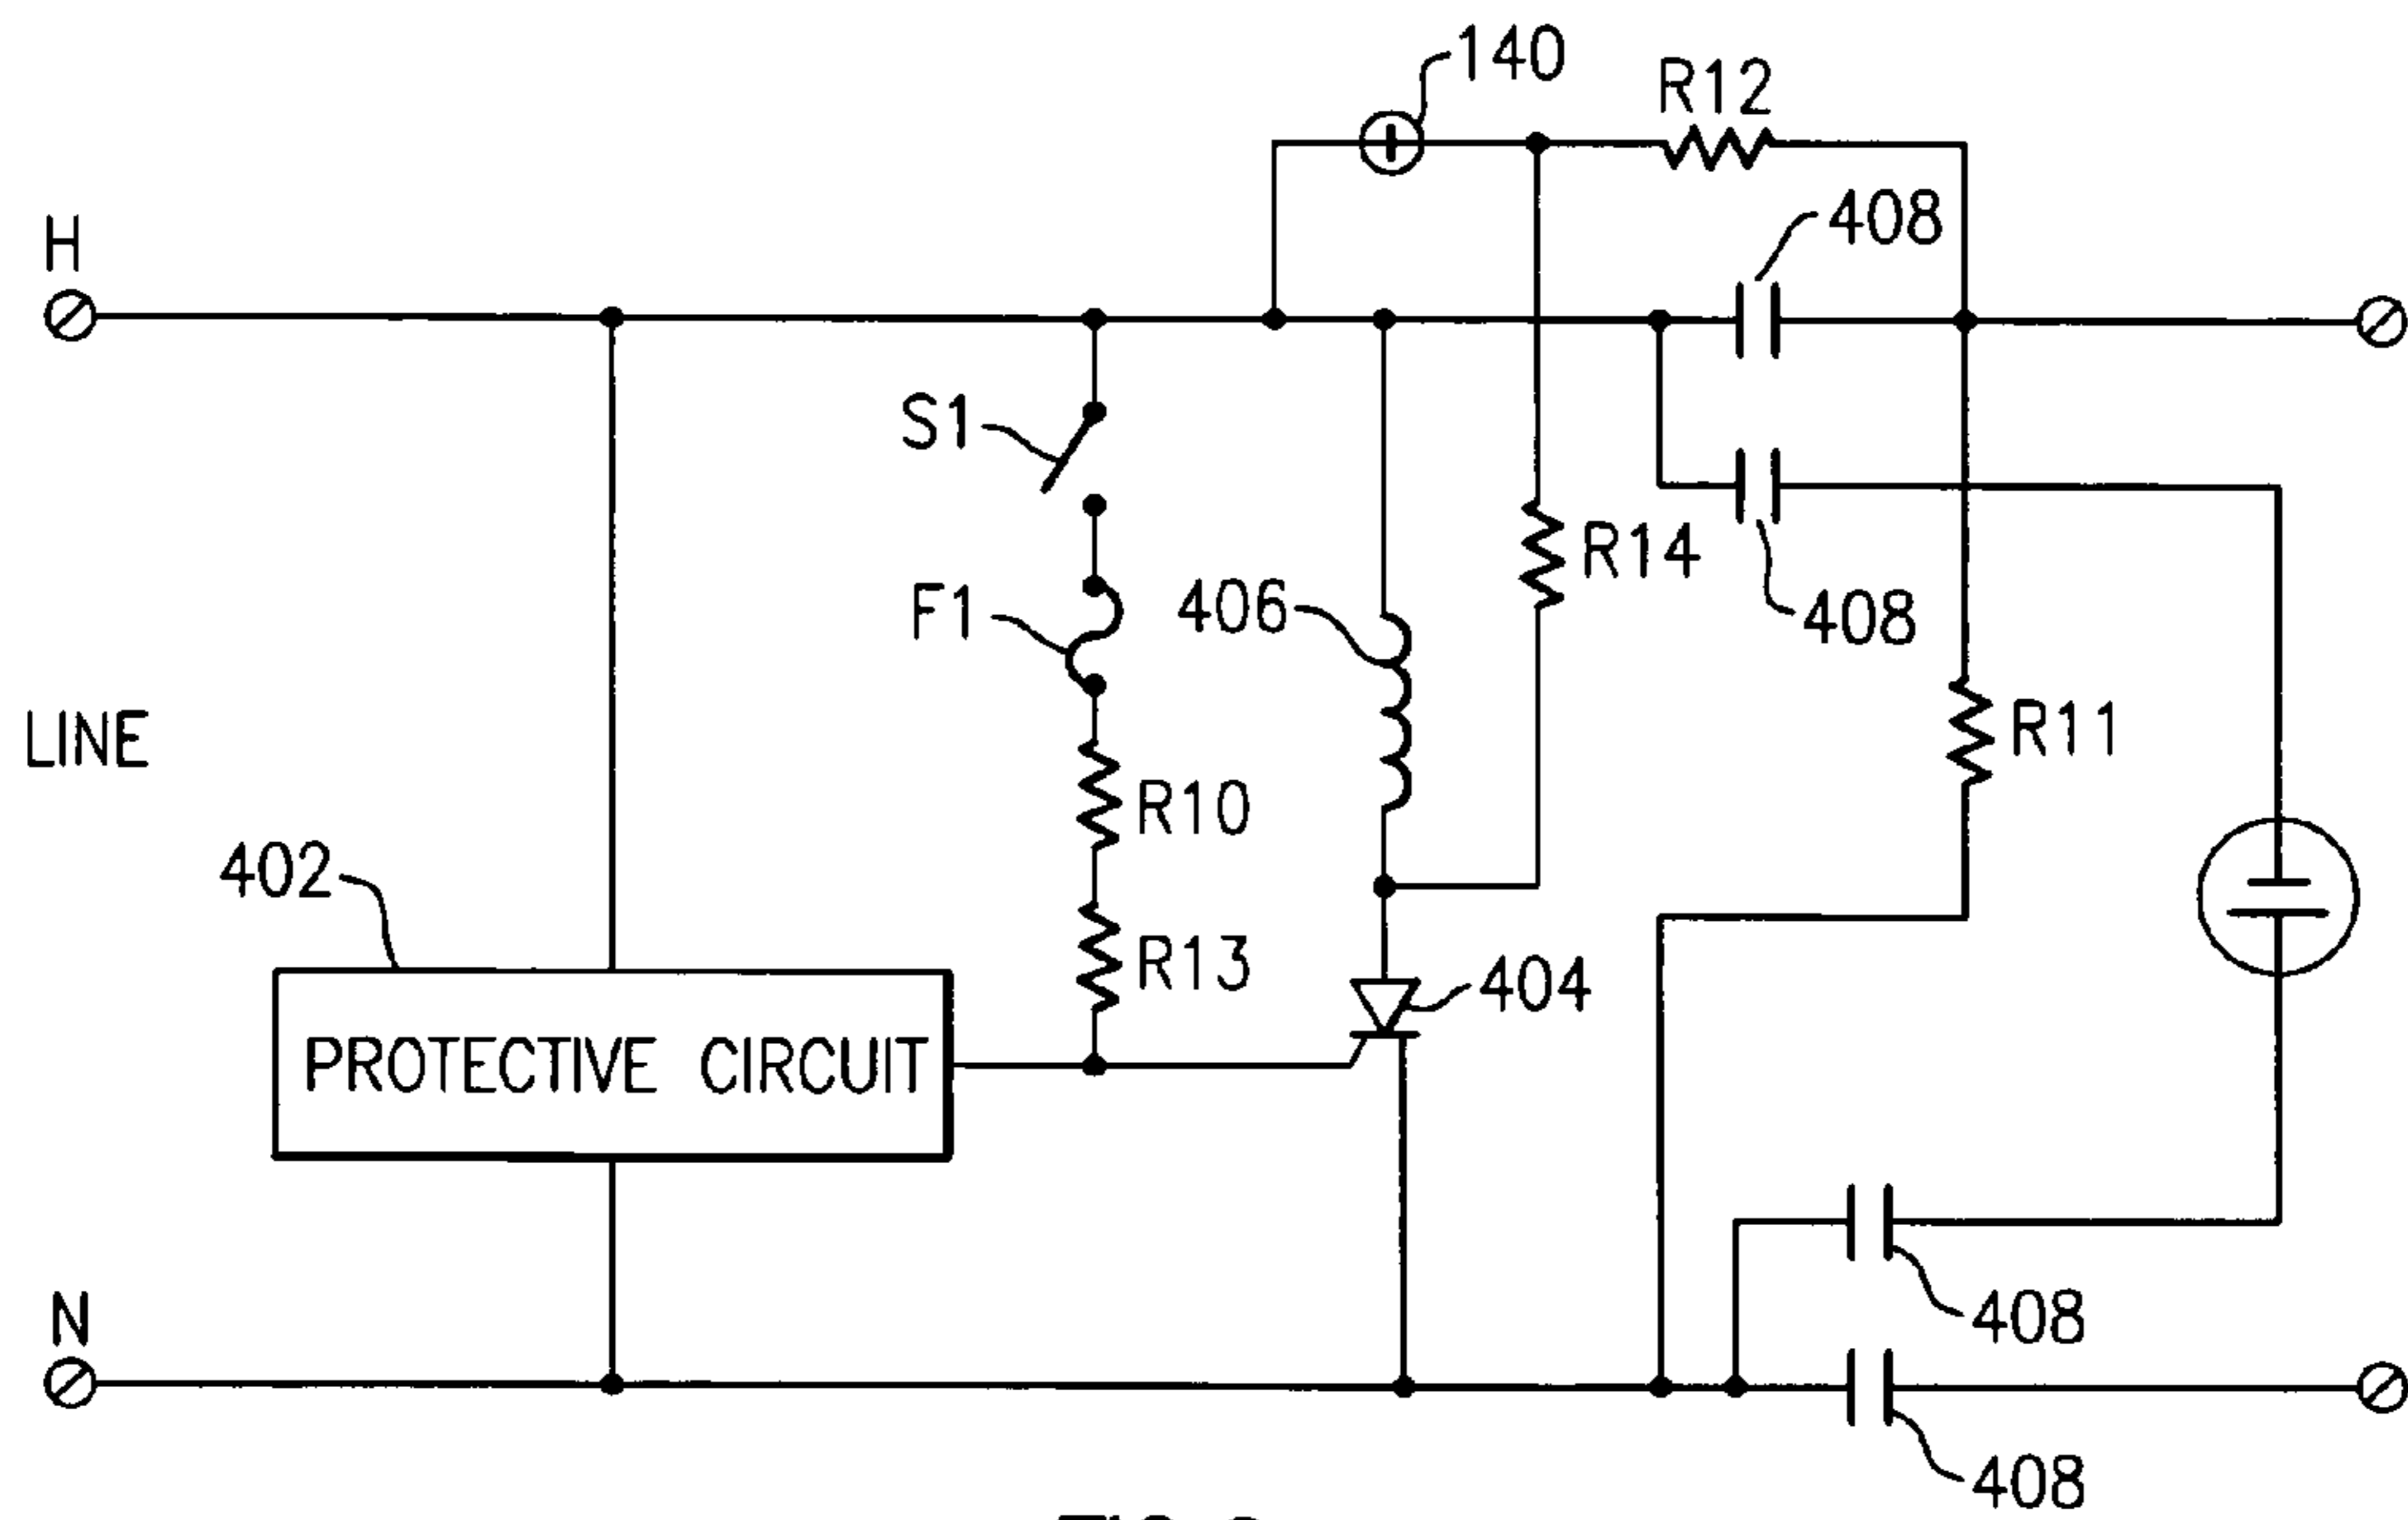 140
R12
H
408
S1
R14
F1
406
408
R11
LINE
R10
402
R13
404
PROTECTIVE CIRCUIT
N
408
408